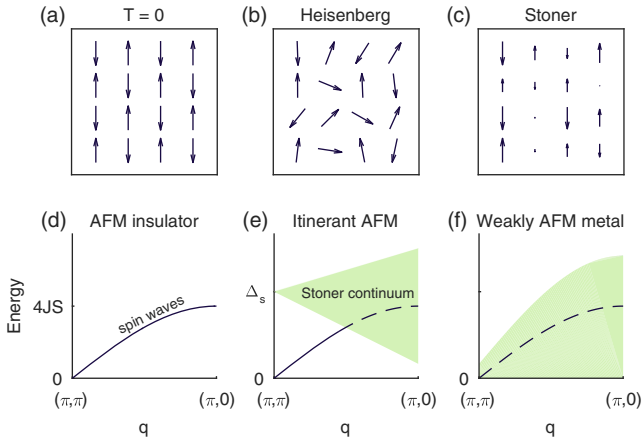 (a) T = 0
(b) Heisenberg
(c) Stoner
(d) AFM insulator
(e) Itinerant AFM
(f) Weakly AFM metal
Energy
4JS
0
spin waves
(π,π)
(π,0)
q
Δs
Stoner continuum
0
(π,π)
(π,0)
q
0
(π,π)
(π,0)
q